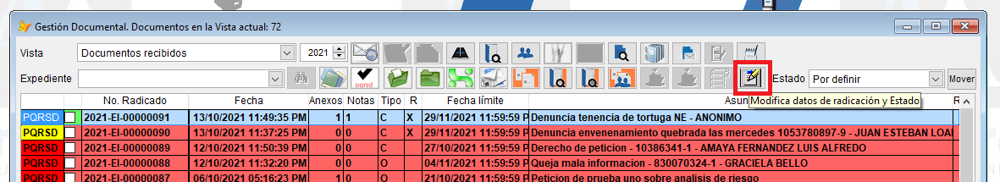 Gestión Documental. Documentos en la Vista actual: 72
Vista Documentos recibidos 2021
Expediente pqrsd Estado Por definir Mover
Modifica datos de radicación y Estado
No. Radicado Fecha Anexos Notas Tipo R Fecha límite Asun R
PQRSD 2021-EI-00000091 13/10/2021 11:49:35 PM 1 1 C X 29/11/2021 11:59:59 P Denuncia tenencia de tortuga NE - ANONIMO
PQRSD 2021-EI-00000090 13/10/2021 11:37:25 PM 0 0 C X 29/11/2021 11:59:59 P Denuncia envenenamiento quebrada las mercedes 1053780897-9 - JUAN ESTEBAN LOAI
PQRSD 2021-EI-00000089 12/10/2021 11:50:39 PM 0 0 C 27/10/2021 11:59:59 P Derecho de peticion - 10386341-1 - AMAYA FERNANDEZ LUIS ALFREDO
PQRSD 2021-EI-00000088 12/10/2021 11:32:20 PM 0 0 O 04/11/2021 11:59:59 P Queja mala informacion - 830070324-1 - GRACIELA BELLO
PQRSD 2021-EI-00000087 06/10/2021 05:16:23 PM 1 0 O 21/10/2021 11:59:59 P Peticion de prueba uno sobre analisis de riesgo